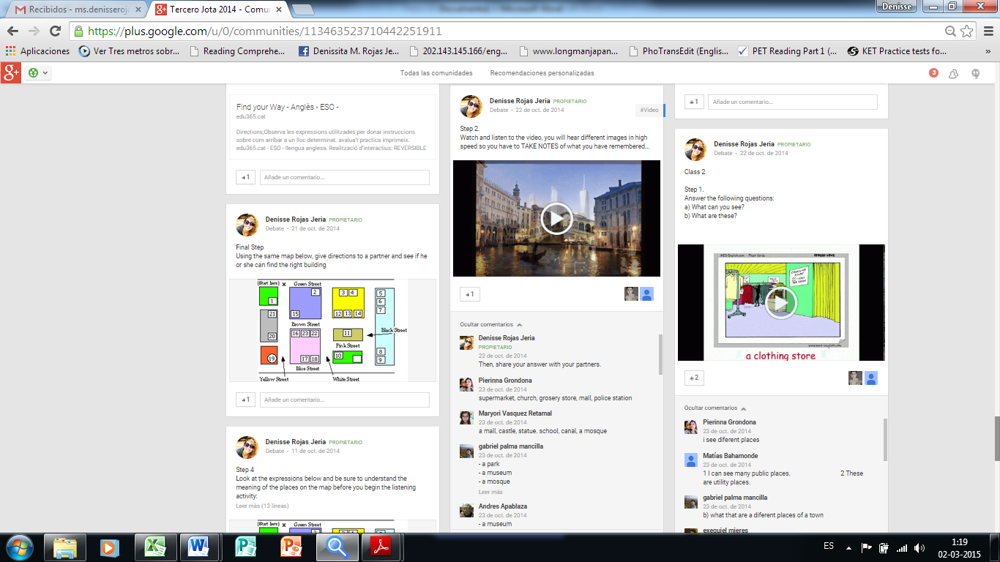 Recibidos - ms.denisseroja
Tercero Jota 2014 - Comun
Denisse
https://plus.google.com/u/0/communities/113463523710442251911
Aplicaciones
Ver Tres metros sobr...
Reading Comprehe...
Denissita M. Rojas Je...
202.143.145.166/eng...
www.longmanjapan...
PhoTransEdit (Englis...
PET Reading Part 1 (...
KET Practice tests fo...
»
g+
Todas las comunidades
Recomendaciones personalizadas
3
Find your Way - Anglès - ESO -
edu365.cat
Directions;Observa les expressions utilitzades per donar instruccions
sobre com arribar a un lloc determinat. avalua't practica imprimeix.
edu365.cat - ESO - llengua anglesa. Realització d'interactius: REVERSIBLE
+1
Añade un comentario...
Denisse Rojas Jeria PROPIETARIO
Debate - 21 de oct. de 2014
Final Step
Using the same map below, give directions to a partner and see if he
or she can find the right building
(Start here) x Green Street
1
2
3 4
5
6
7
21
15
12 13 14
Brown Street
Black Street
20
16 23 22
11
Pink Street
19
17 18
10
8
9
Blue Street
Yellow Street
White Street
+1
Añade un comentario...
Denisse Rojas Jeria PROPIETARIO
Debate - 11 de oct. de 2014
Step 4
Look at the expressions below and be sure to understand the
meaning of the places on the map before you begin the listening
activity:
Leer más (13 líneas)
(Start here) x Green Street
Denisse Rojas Jeria PROPIETARIO
Debate - 22 de oct. de 2014
#Video
Step 2.
Watch and listen to the video, you will hear different images in high
speed so you have to TAKE NOTES of what you have remembered...
+1
Ocultar comentarios
Denisse Rojas Jeria
PROPIETARIO
22 de oct. de 2014
Then, share your answer with your partners.
Pierinna Grondona
23 de oct. de 2014
supermarket, church, grosery store, mall, police station
Maryori Vasquez Retamal
23 de oct. de 2014
a mall, castle, statue. school, canal, a mosque
gabriel palma mancilla
23 de oct. de 2014
- a park
- a museum
- a mosque
Leer más
Andres Apablaza
23 de oct. de 2014
- a museum
+1
Añade un comentario...
Denisse Rojas Jeria PROPIETARIO
Debate - 22 de oct. de 2014
Class 2
Step 1.
Answer the following questions:
a) What can you see?
b) What are these?
a clothing store
+2
Ocultar comentarios
Pierinna Grondona
23 de oct. de 2014
i see diferent places
Matías Bahamonde
23 de oct. de 2014
1 I can see many public places. 2 These
are utility places.
gabriel palma mancilla
23 de oct. de 2014
b) what that are a diferent places of a town
exequiel mieres
ES
1:19
02-03-2015